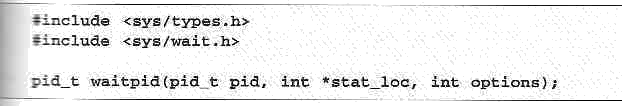 #include <sys/types.h>
#include <sys/wait.h>
pid_t waitpid(pid_t pid, int *stat_loc, int options);